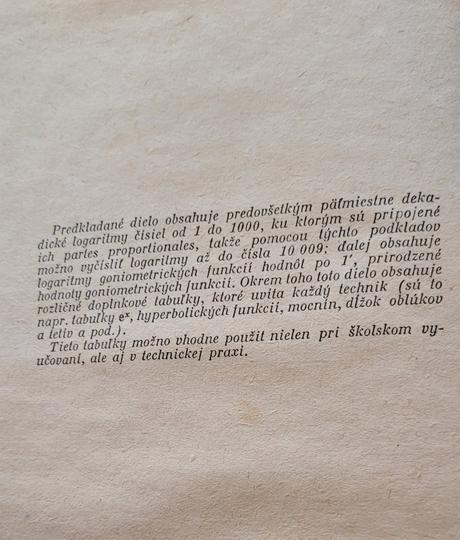 Predkladané dielo obsahuje predovšetkým päťmiestne deka-
dické logaritmy čísiel od 1 do 1000, ku ktorým sú pripojené
ich partes proportionales, takže pomocou týchto podkladov
možno vyčísliť logaritmy až do čísla 10 009; ďalej obsahuje
logaritmy goniometrických funkcií hodnôt po 1′, prirodzené
hodnoty goniometrických funkcií. Okrem toho toto dielo obsahuje
rozličné doplnkové tabuľky, ktoré uvíta každý technik (sú to
napr. tabuľky eˣ, hyperbolických funkcií, mocnín, dĺžok oblúkov
a tetív a pod.).
Tieto tabuľky možno vhodne použiť nielen pri školskom vy-
učovaní, ale aj v technickej praxi.